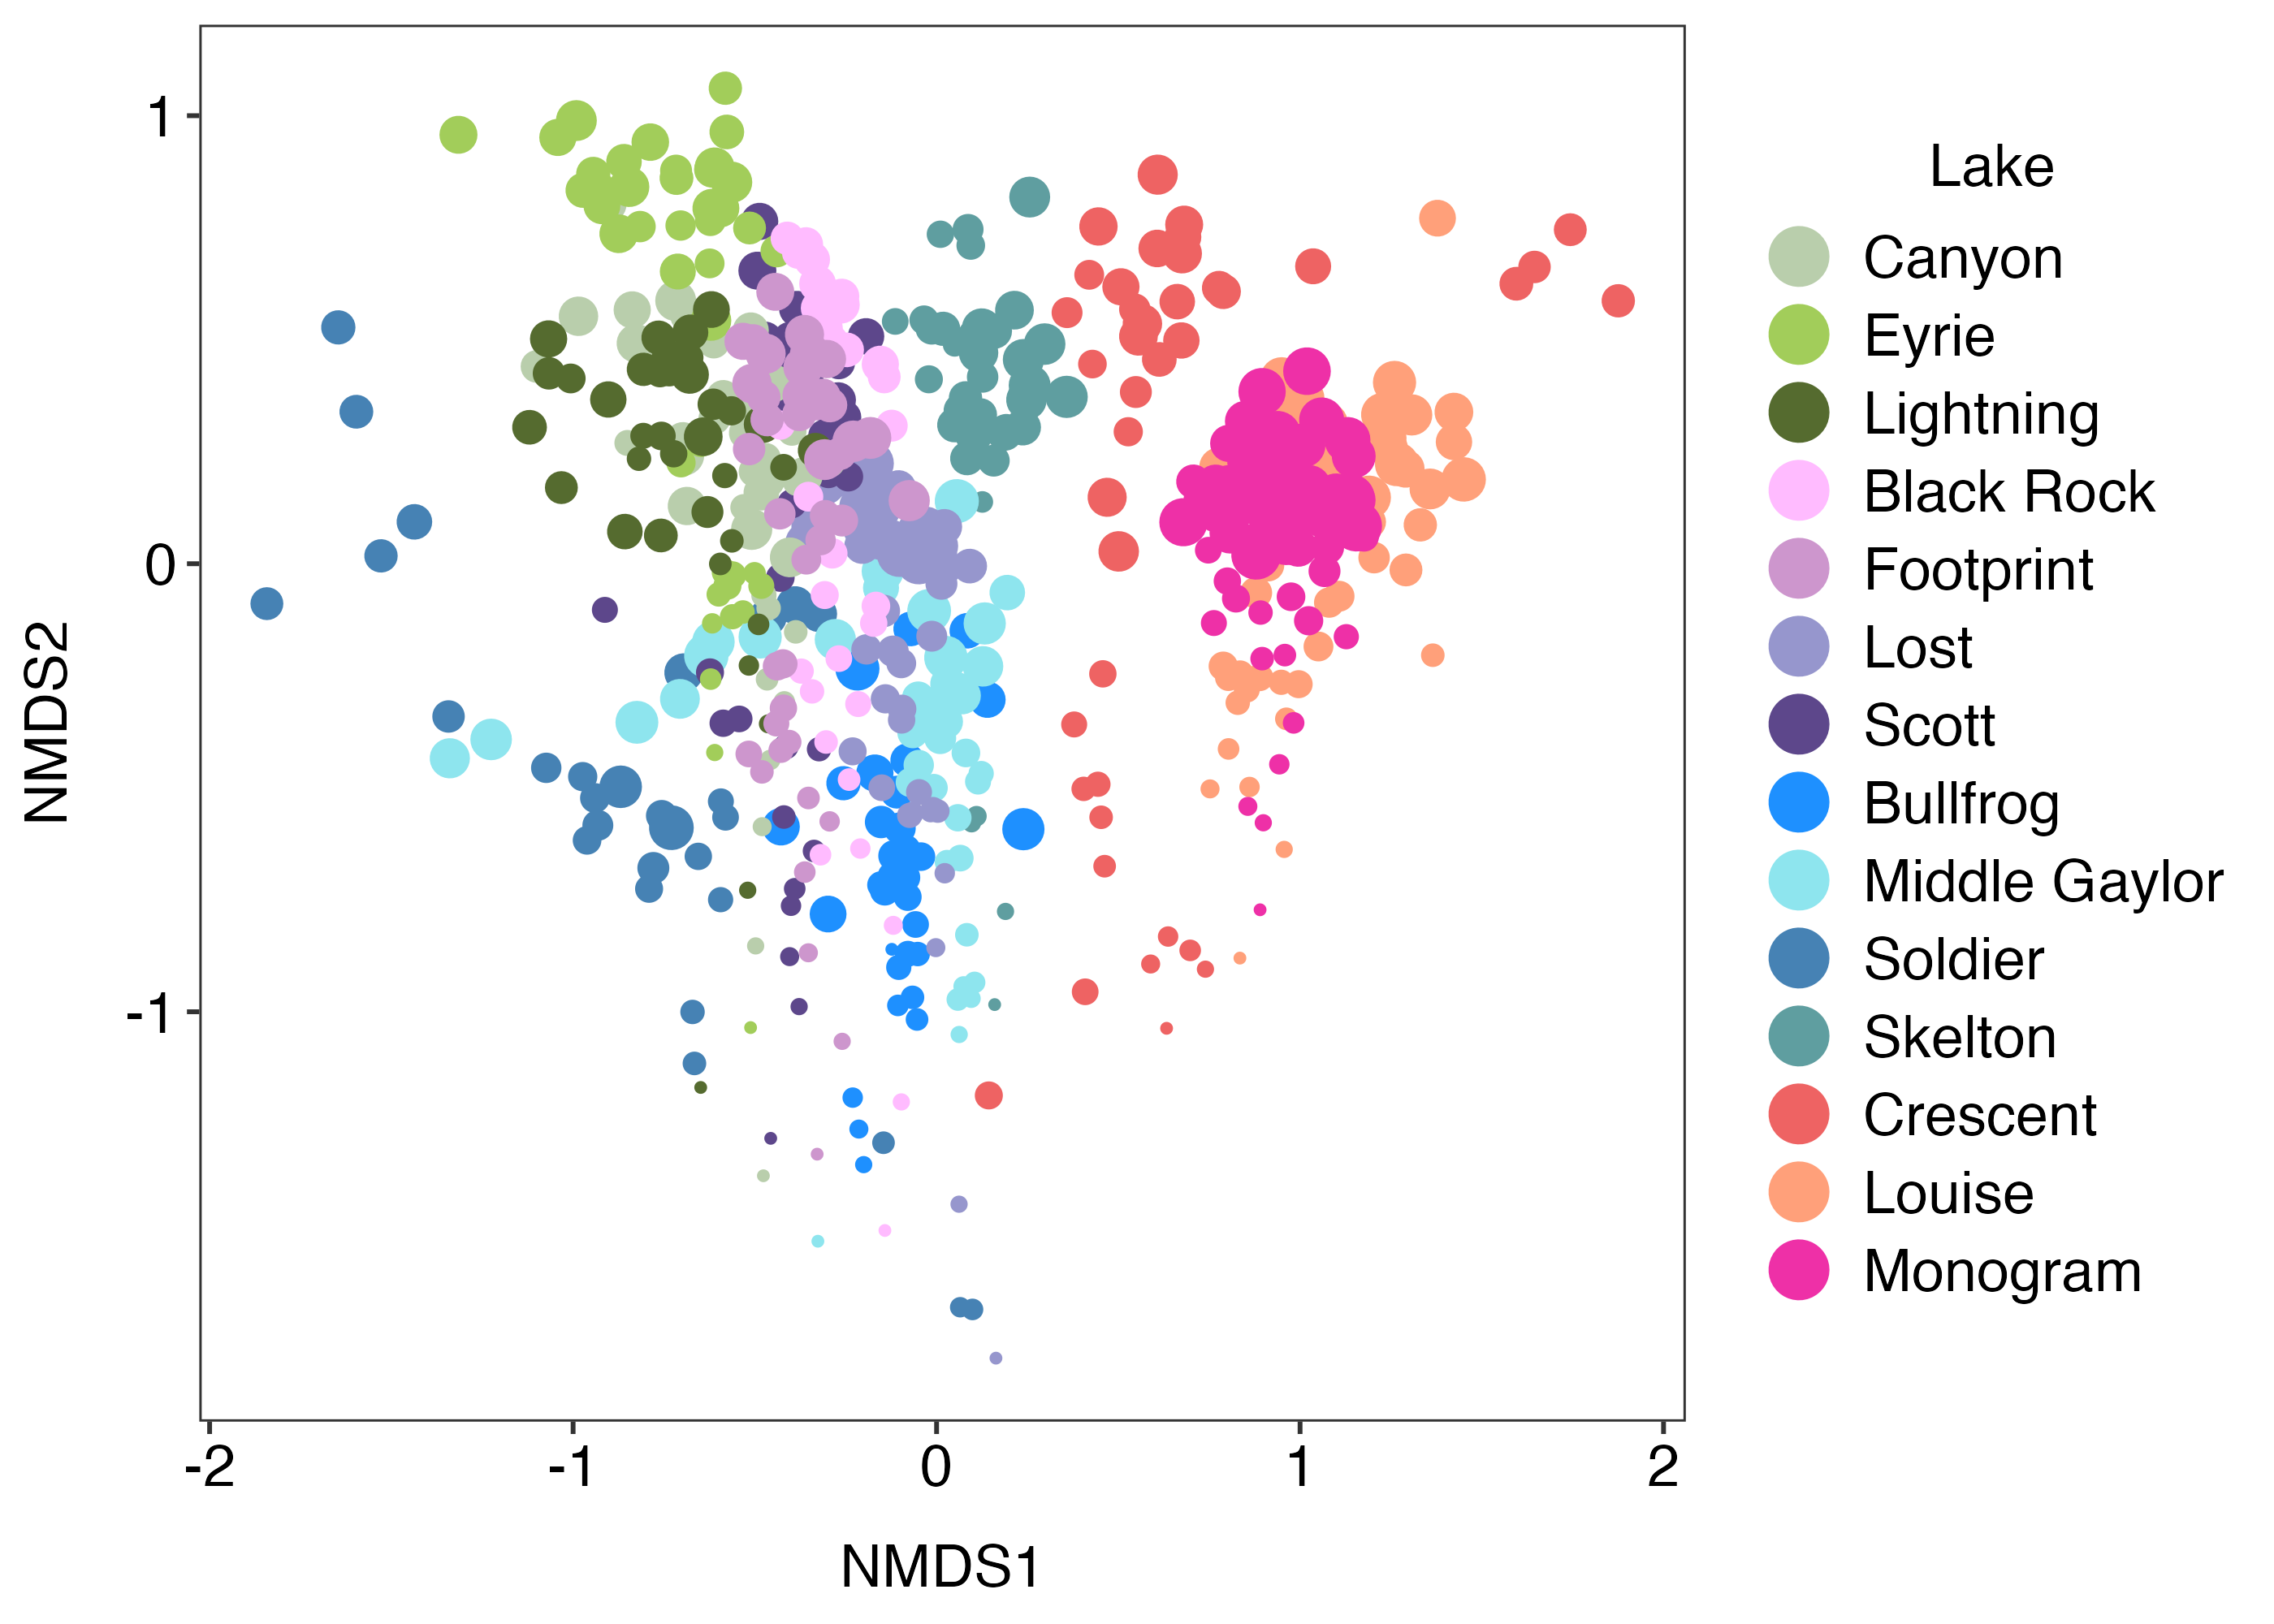 1
0
-1
NMDS2
-2
-1
0
1
2
NMDS1
Lake
Canyon
Eyrie
Lightning
Black Rock
Footprint
Lost
Scott
Bullfrog
Middle Gaylor
Soldier
Skelton
Crescent
Louise
Monogram